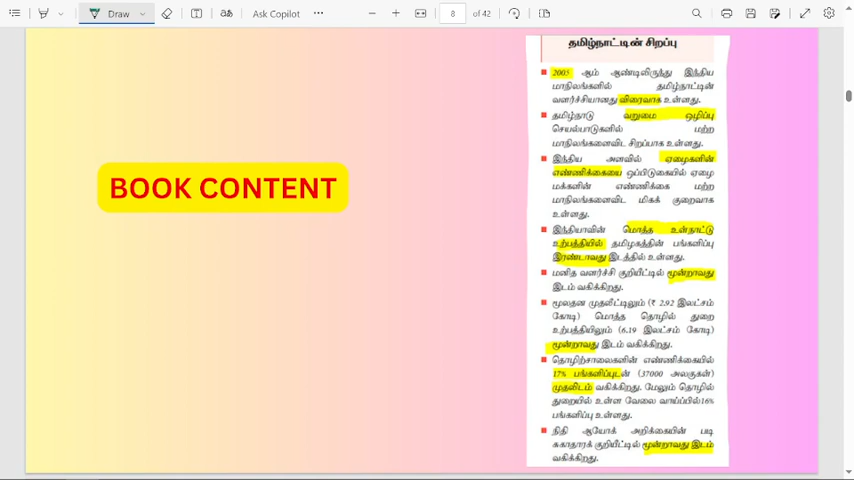 Draw
Ask Copilot
8 of 42
BOOK CONTENT
தமிழ்நாட்டின் சிறப்பு
2005 ஆம் ஆண்டிலிருந்து இந்திய
மாநிலங்களில் தமிழ்நாட்டின்
வளர்ச்சியானது விரைவாக உள்ளது.
தமிழ்நாடு வறுமை ஒழிப்பு
செயல்பாடுகளில் மற்ற
மாநிலங்களைவிட சிறப்பாக உள்ளது.
இந்திய அளவில் ஏழைகளின்
எண்ணிக்கையை ஒப்பிடுகையில் ஏழை
மக்களின் எண்ணிக்கை மற்ற
மாநிலங்களைவிட மிகக் குறைவாக
உள்ளது.
இந்தியாவின் மொத்த உள்நாட்டு
உற்பத்தியில் தமிழகத்தின் பங்களிப்பு
இரண்டாவது இடத்தில் உள்ளது.
மனித வளர்ச்சி குறியீட்டில் மூன்றாவது
இடம் வகிக்கிறது.
மூலதன முதலீட்டிலும் (₹ 2.92 இலட்சம்
கோடி) மொத்த தொழில் துறை
உற்பத்தியிலும் (6.19 இலட்சம் கோடி)
மூன்றாவது இடம் வகிக்கிறது.
தொழிற்சாலைகளின் எண்ணிக்கையில்
17% பங்களிப்புடன் (37000 அலகுகள்)
முதலிடம் வகிக்கிறது. மேலும் தொழில்
துறையில் உள்ள வேலை வாய்ப்பில்16%
பங்களிப்பு உள்ளது.
நிதி ஆயோக் அறிக்கையின் படி
சுகாதாரக் குறியீட்டில் மூன்றாவது இடம்
வகிக்கிறது.